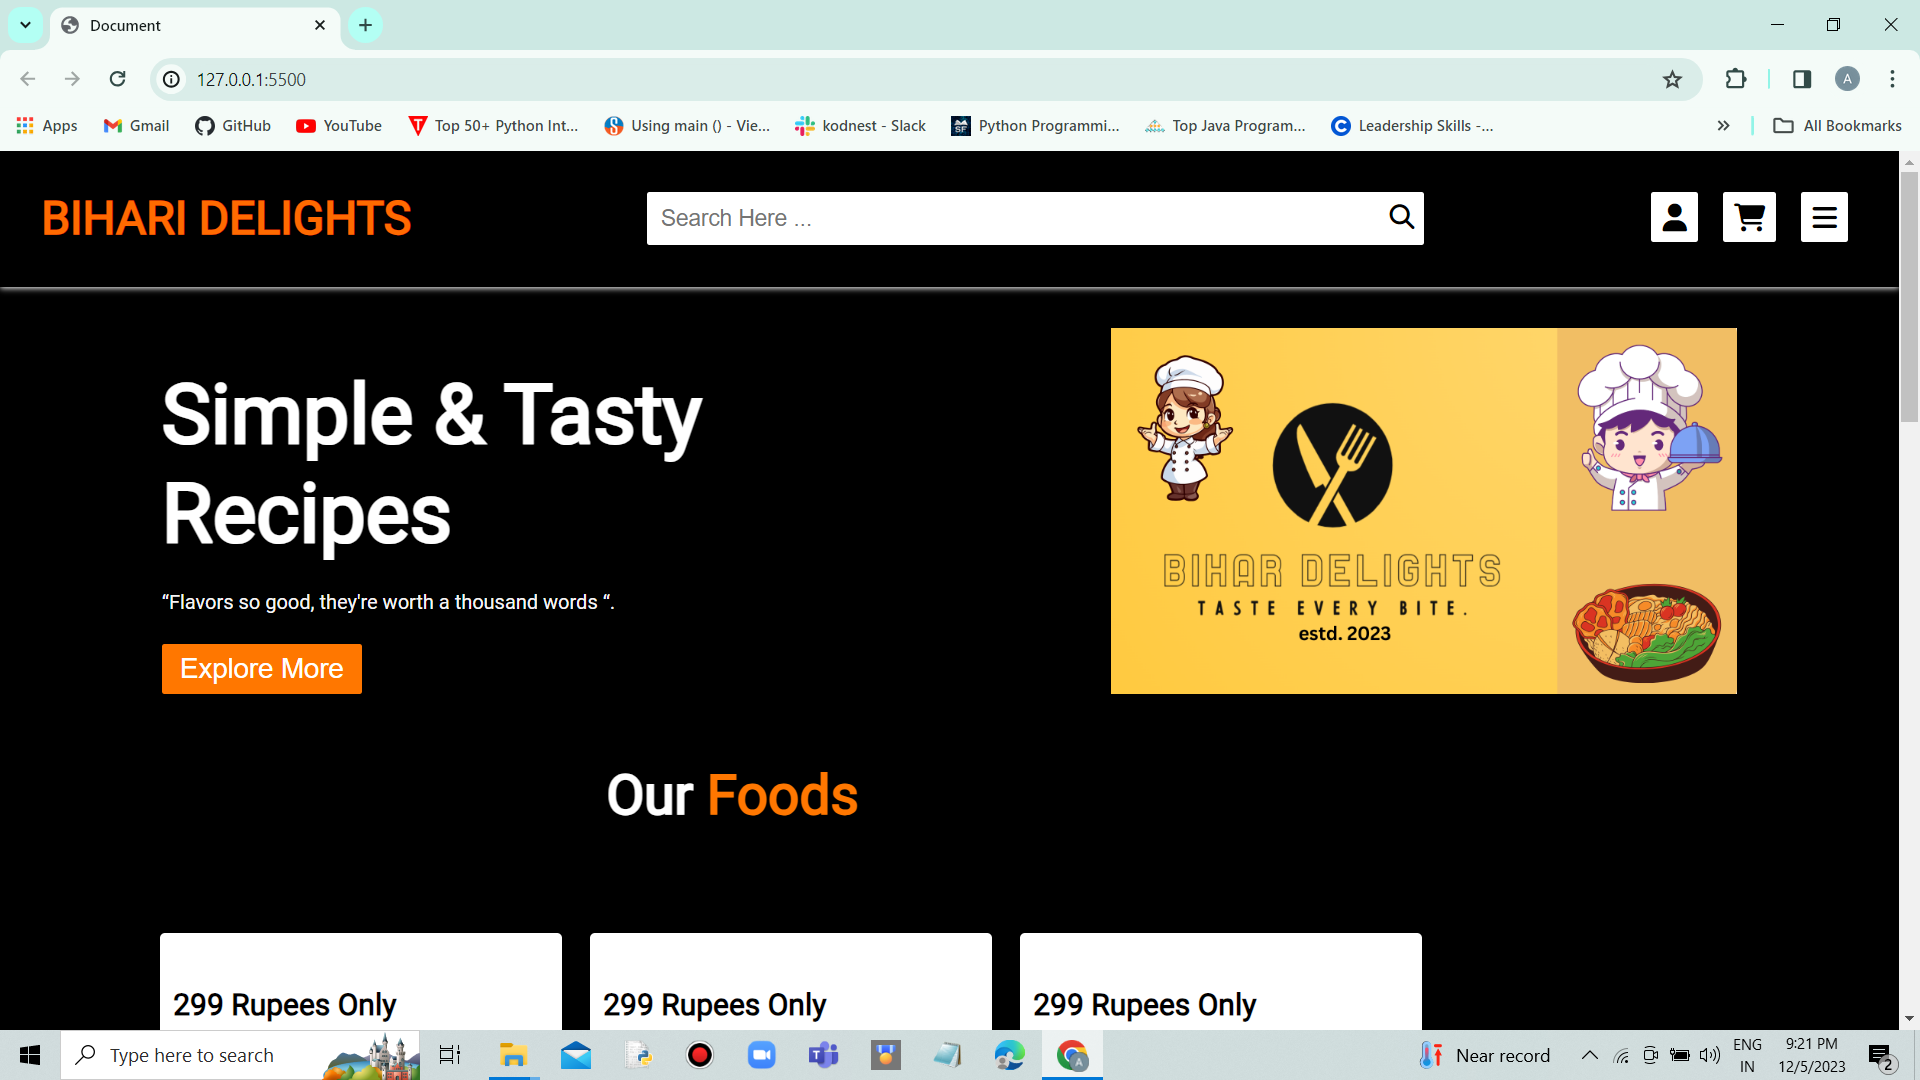 Document
127.0.0.1:5500
Apps
Gmail
GitHub
YouTube
Top 50+ Python Int...
Using main () - Vie...
kodnest - Slack
Python Programmi...
Top Java Program...
Leadership Skills -...
All Bookmarks
BIHARI DELIGHTS
Search Here ...
Simple & Tasty
Recipes
“Flavors so good, they're worth a thousand words “.
Explore More
BIHAR DELIGHTS
TASTE EVERY BITE.
estd. 2023
Our Foods
299 Rupees Only
299 Rupees Only
299 Rupees Only
Type here to search
Near record
ENG
IN
9:21 PM
12/5/2023
2